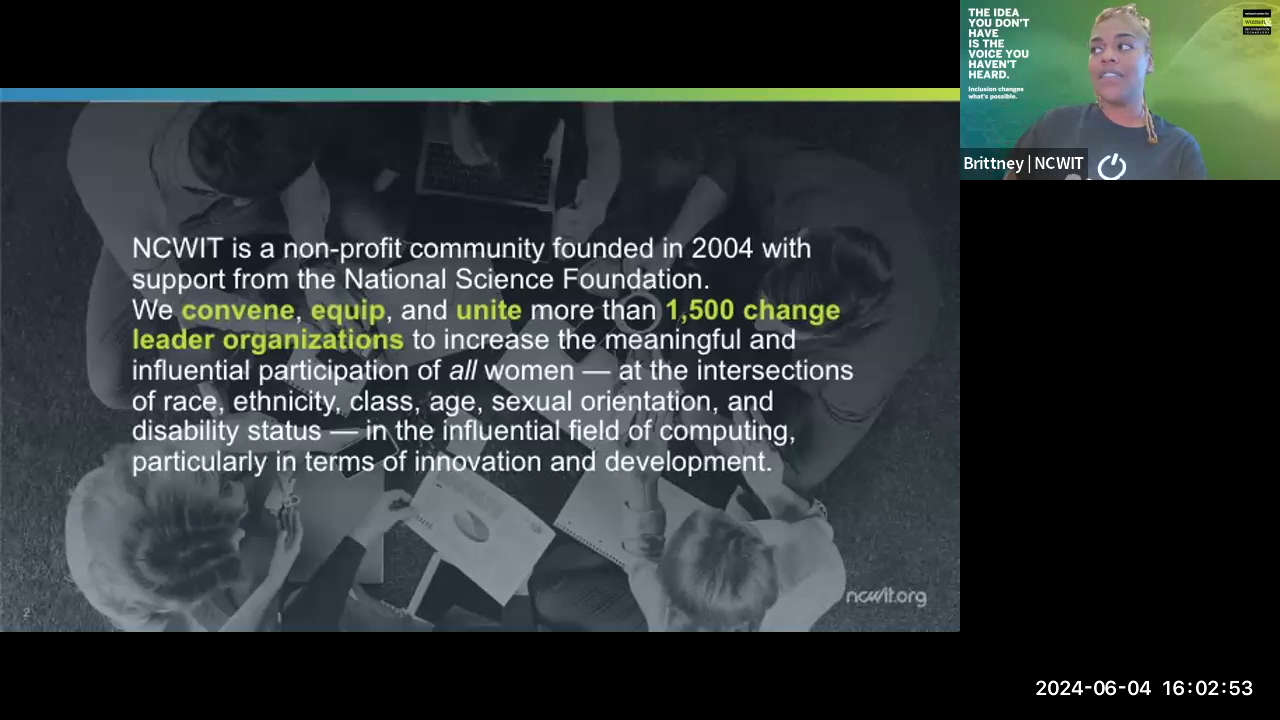 NCWIT is a non-profit community founded in 2004 with
support from the National Science Foundation.
We convene, equip, and unite more than 1,500 change
leader organizations to increase the meaningful and
influential participation of all women — at the intersections
of race, ethnicity, class, age, sexual orientation, and
disability status — in the influential field of computing,
particularly in terms of innovation and development.
2
ncwit.org
THE IDEA
YOU DON'T
HAVE
IS THE
VOICE YOU
HAVEN'T
HEARD.
Inclusion changes
what's possible.
Brittney | NCWIT
2024-06-04 16:02:53